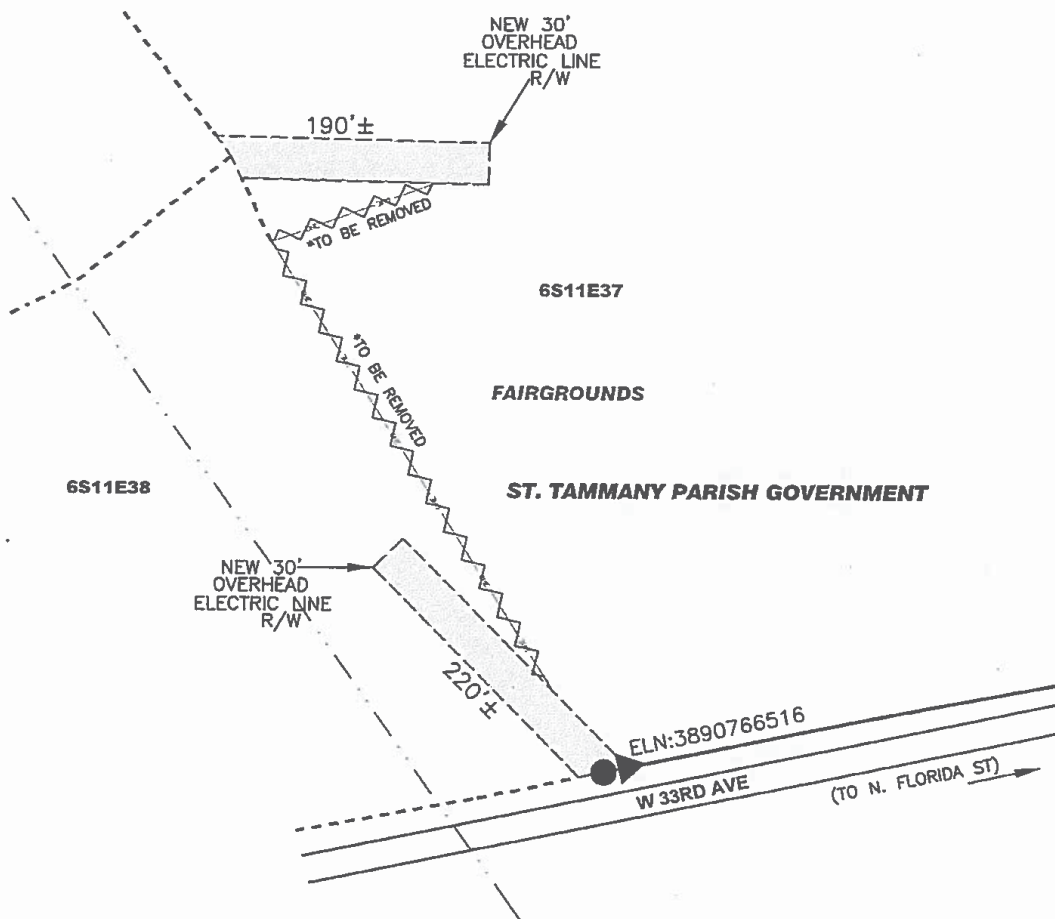 NEW 30'
OVERHEAD
ELECTRIC LINE
R/W
190'±
*TO BE REMOVED
6S11E37
*TO BE REMOVED
FAIRGROUNDS
6S11E38
ST. TAMMANY PARISH GOVERNMENT
NEW 30'
OVERHEAD
ELECTRIC LINE
R/W
220'±
ELN:3890766516
W 33RD AVE
(TO N. FLORIDA ST)